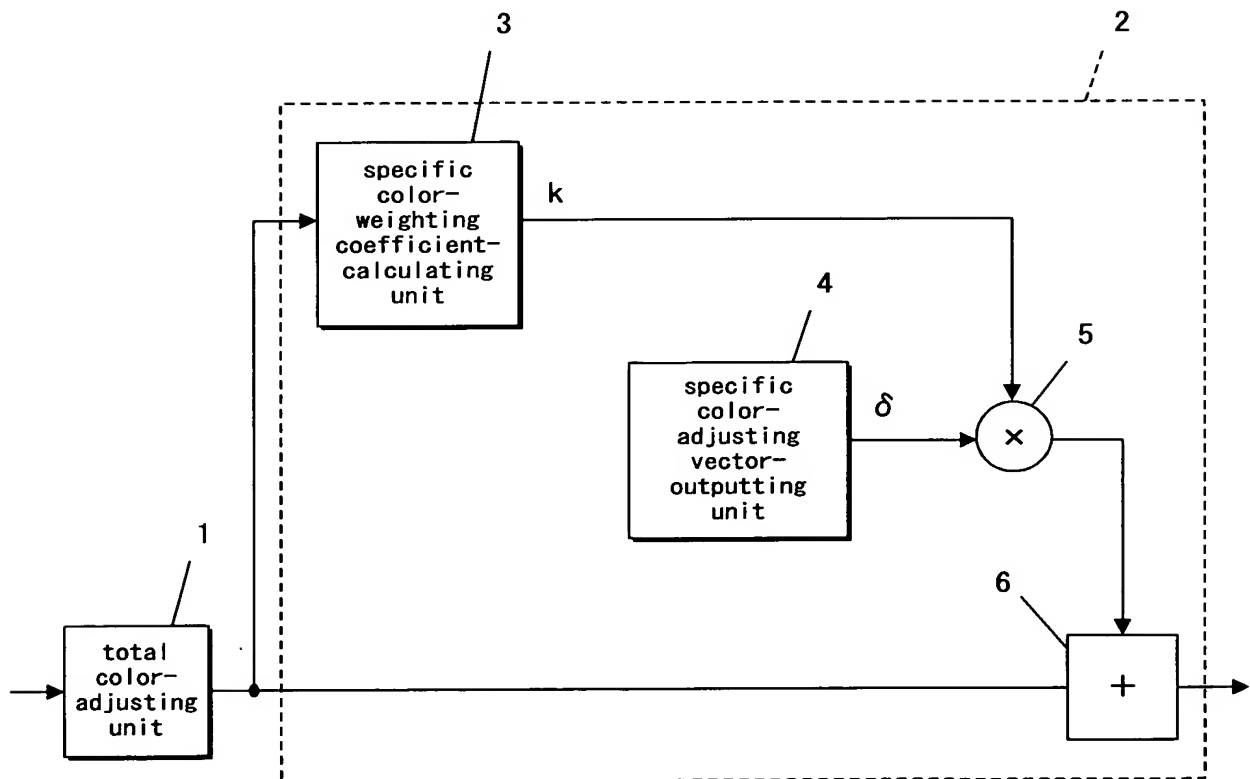 3
2
specific
color-
weighting
coefficient-
calculating
unit
k
4
specific
color-
adjusting
vector-
outputting
unit
δ
5
×
1
total
color-
adjusting
unit
6
+